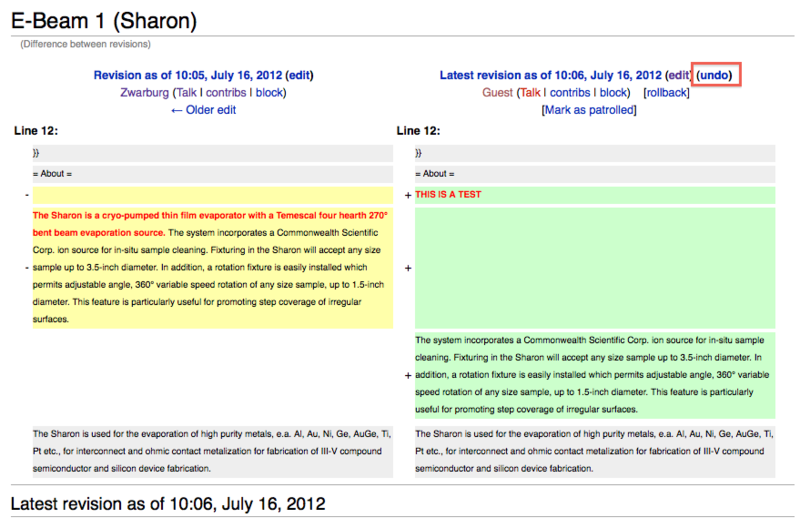 E-Beam 1 (Sharon)
(Difference between revisions)
Revision as of 10:05, July 16, 2012 (edit)
Zwarburg (Talk | contribs | block)
← Older edit
Latest revision as of 10:06, July 16, 2012 (edit) (undo)
Guest (Talk | contribs | block) [rollback]
[Mark as patrolled]
Line 12:
Line 12:
}}
}}
= About =
= About =
-
+ THIS IS A TEST
The Sharon is a cryo-pumped thin film evaporator with a Temescal four hearth 270°
bent beam evaporation source. The system incorporates a Commonwealth Scientific
Corp. ion source for in-situ sample cleaning. Fixturing in the Sharon will accept any size
- sample up to 3.5-inch diameter. In addition, a rotation fixture is easily installed which
permits adjustable angle, 360° variable speed rotation of any size sample, up to 1.5-inch
diameter. This feature is particularly useful for promoting step coverage of irregular
surfaces.
+
The system incorporates a Commonwealth Scientific Corp. ion source for in-situ sample
cleaning. Fixturing in the Sharon will accept any size sample up to 3.5-inch diameter. In
+ addition, a rotation fixture is easily installed which permits adjustable angle, 360° variable
speed rotation of any size sample, up to 1.5-inch diameter. This feature is particularly
useful for promoting step coverage of irregular surfaces.
The Sharon is used for the evaporation of high purity metals, e.a. Al, Au, Ni, Ge, AuGe, Ti,
Pt etc., for interconnect and ohmic contact metalization for fabrication of III-V compound
semiconductor and silicon device fabrication.
The Sharon is used for the evaporation of high purity metals, e.a. Al, Au, Ni, Ge, AuGe, Ti,
Pt etc., for interconnect and ohmic contact metalization for fabrication of III-V compound
semiconductor and silicon device fabrication.
Latest revision as of 10:06, July 16, 2012